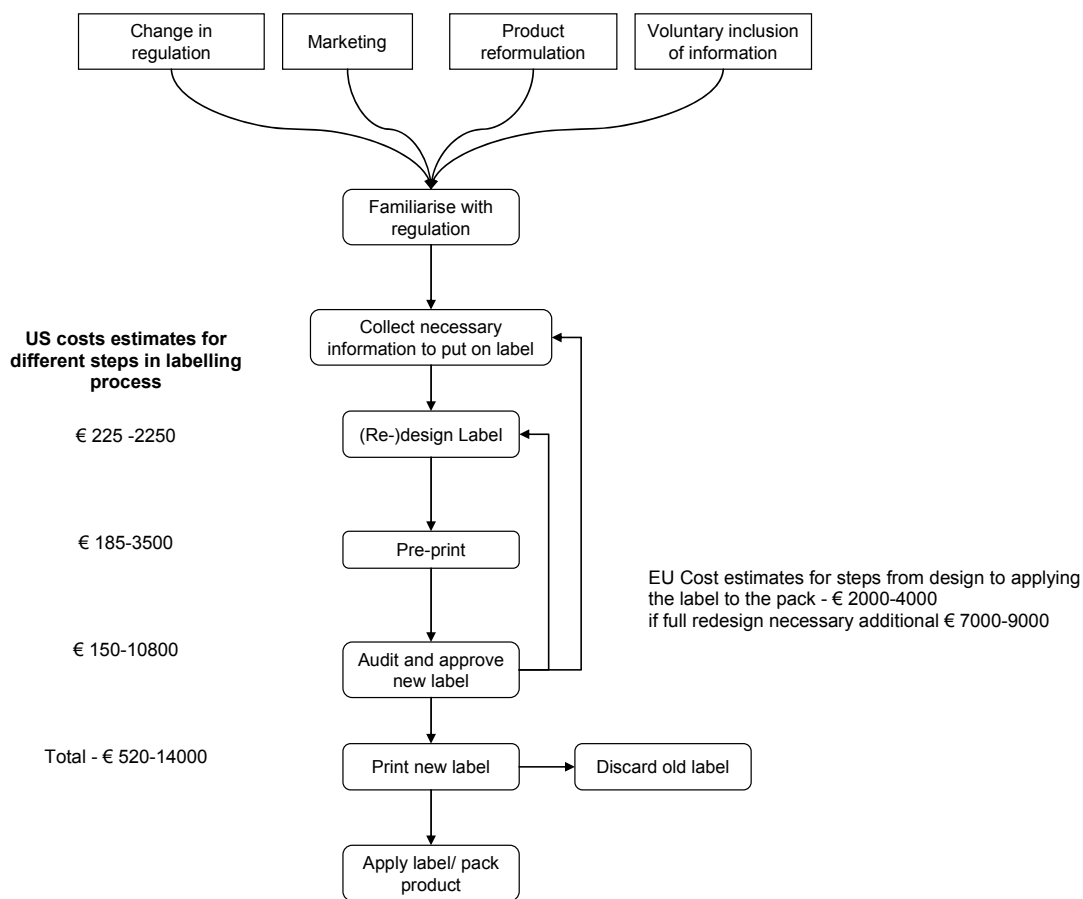 Change in
regulation
Marketing
Product
reformulation
Voluntary inclusion
of information
Familiarise with
regulation
Collect necessary
information to put on label
US costs estimates for
different steps in labelling
process
€ 225 -2250
(Re-)design Label
€ 185-3500
Pre-print
EU Cost estimates for steps from design to applying
the label to the pack - € 2000-4000
if full redesign necessary additional € 7000-9000
€ 150-10800
Audit and approve
new label
Total - € 520-14000
Print new label
Discard old label
Apply label/ pack
product